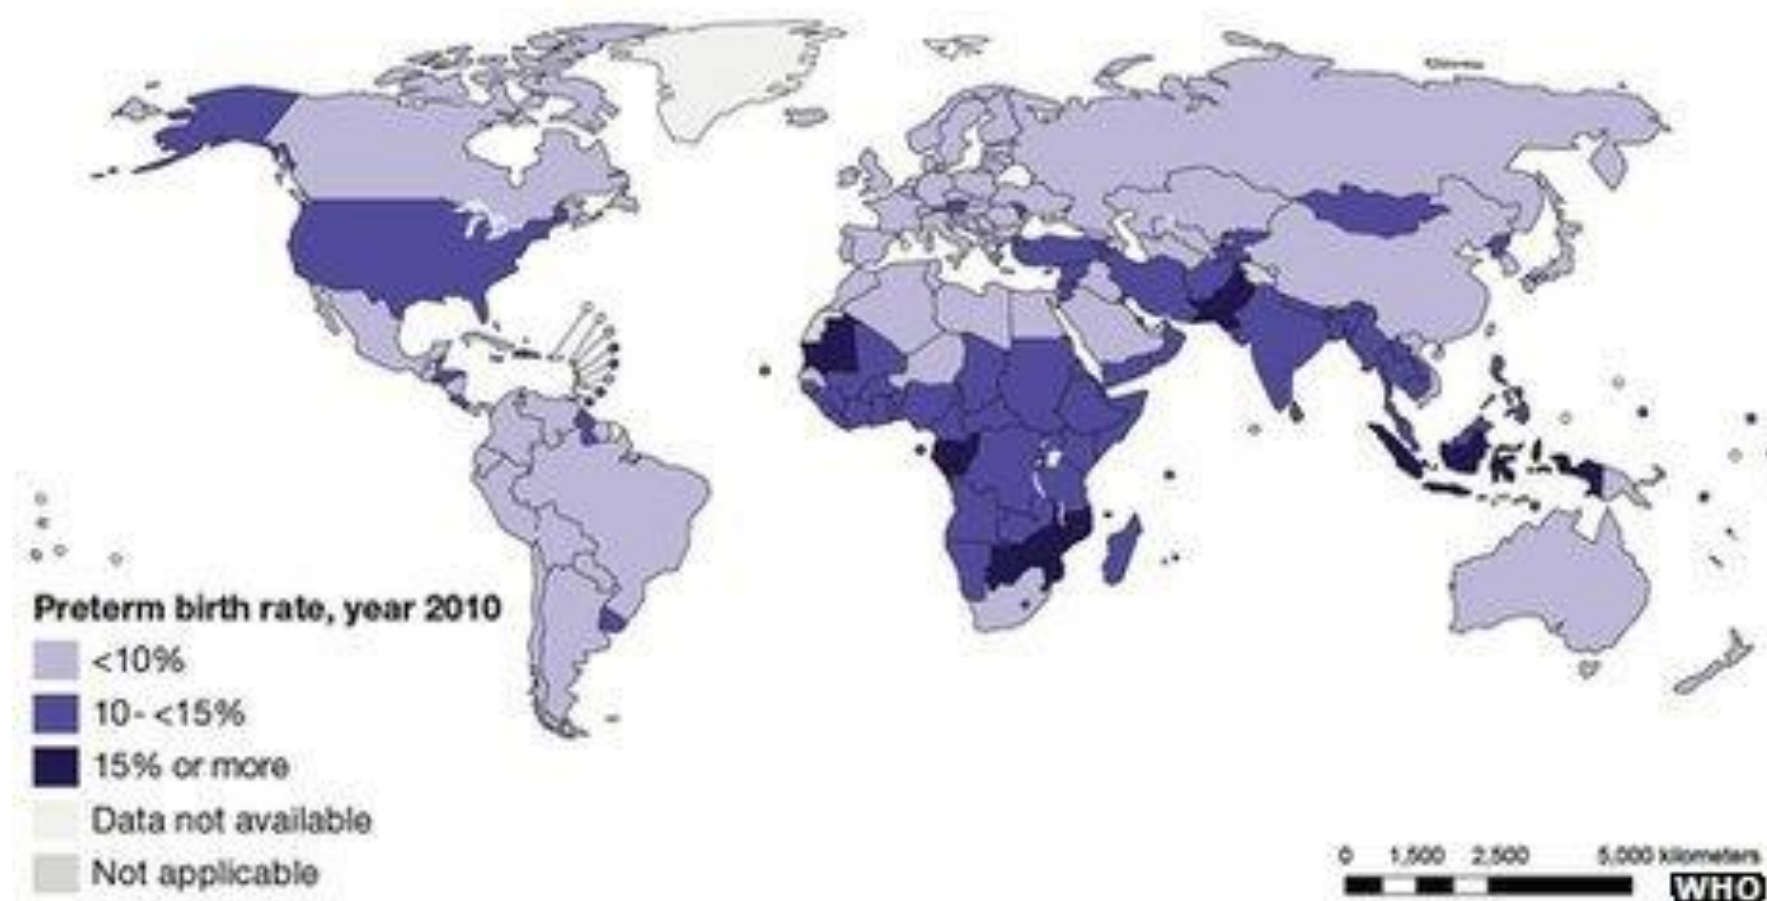 Preterm birth rate, year 2010
<10%
10- <15%
15% or more
Data not available
Not applicable
0 1,500 2,500 5,000 kilometers
WHO